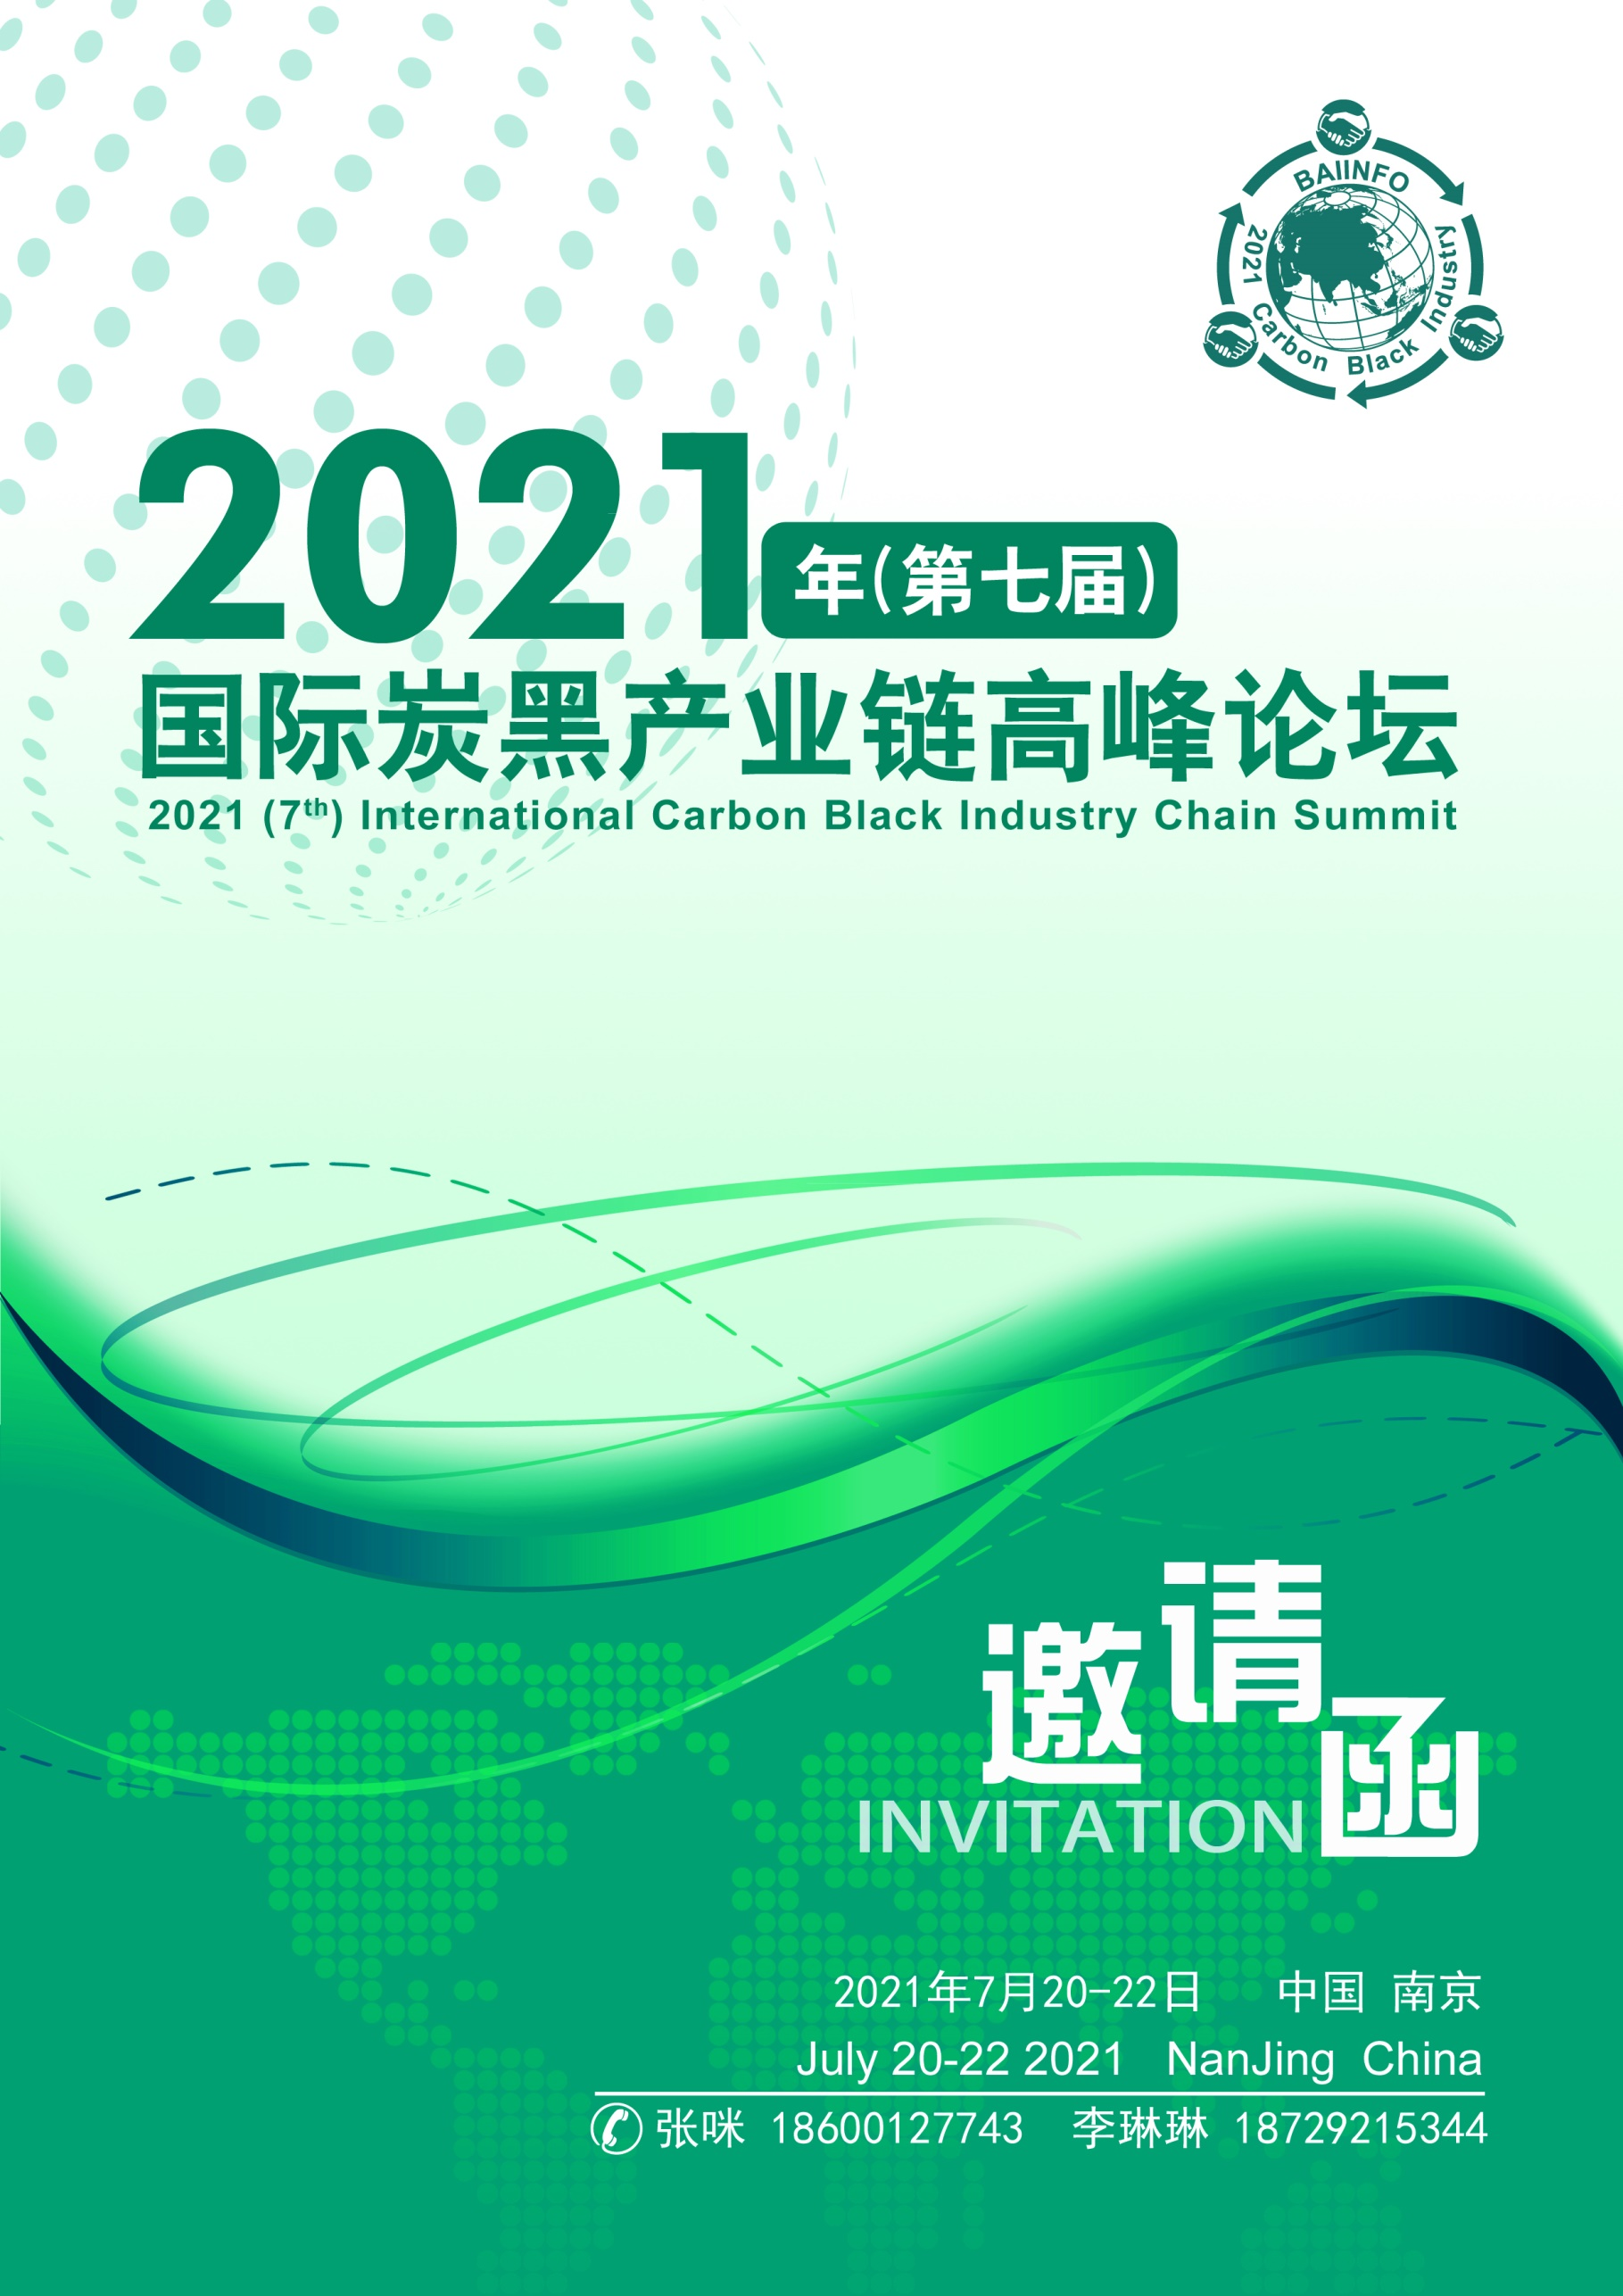 BAIINFO
2021 Carbon Black Industry
2021年(第七届)
国际炭黑产业链高峰论坛
2021 (7th) International Carbon Black Industry Chain Summit
邀请函
INVITATION
2021年7月20-22日 中国 南京
July 20-22 2021 NanJing China
张咪 18600127743 李琳琳 18729215344